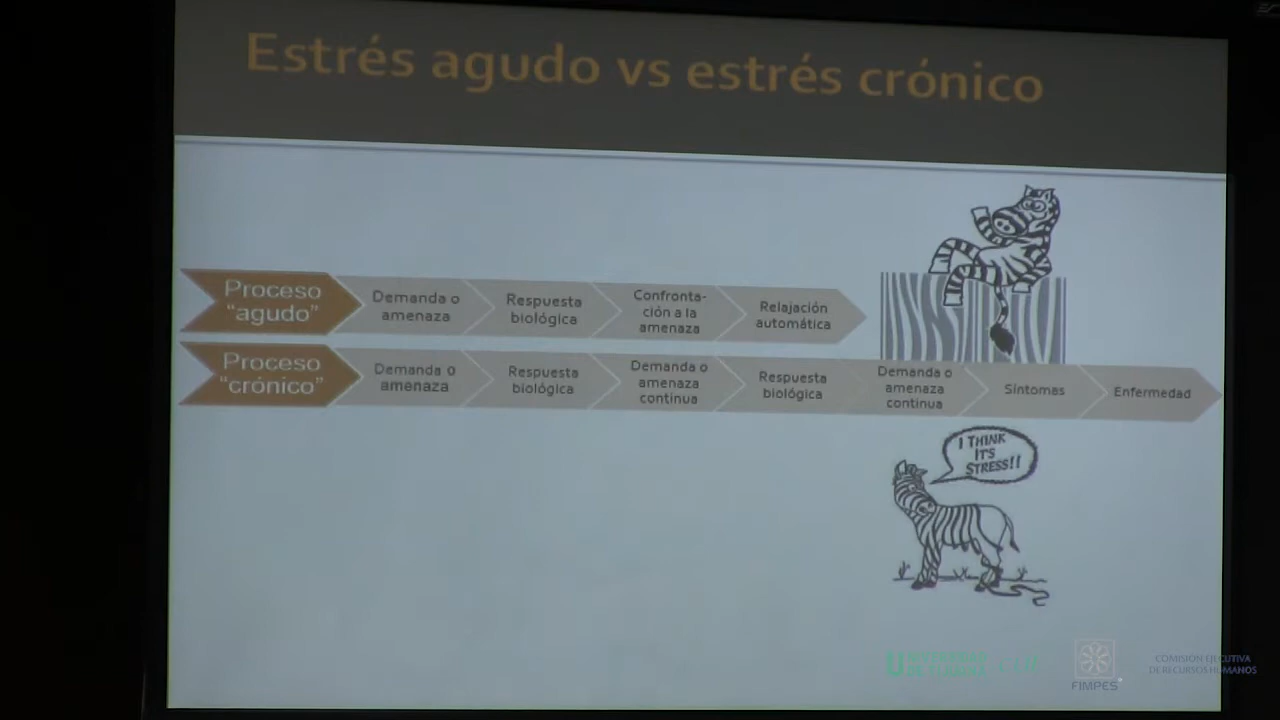 Estrés agudo vs estrés crónico
Proceso
"agudo"
Demanda o
amenaza
Respuesta
biológica
Confronta-
ción a la
amenaza
Relajación
automática
Proceso
"crónico"
Demanda o
amenaza
Respuesta
biológica
Demanda o
amenaza
continua
Respuesta
biológica
Demanda o
amenaza
continua
Síntomas
Enfermedad
I THINK
ITS
STRESS!!
FIMPES
COMISIÓN EJECUTIVA
DE RECURSOS HUMANOS